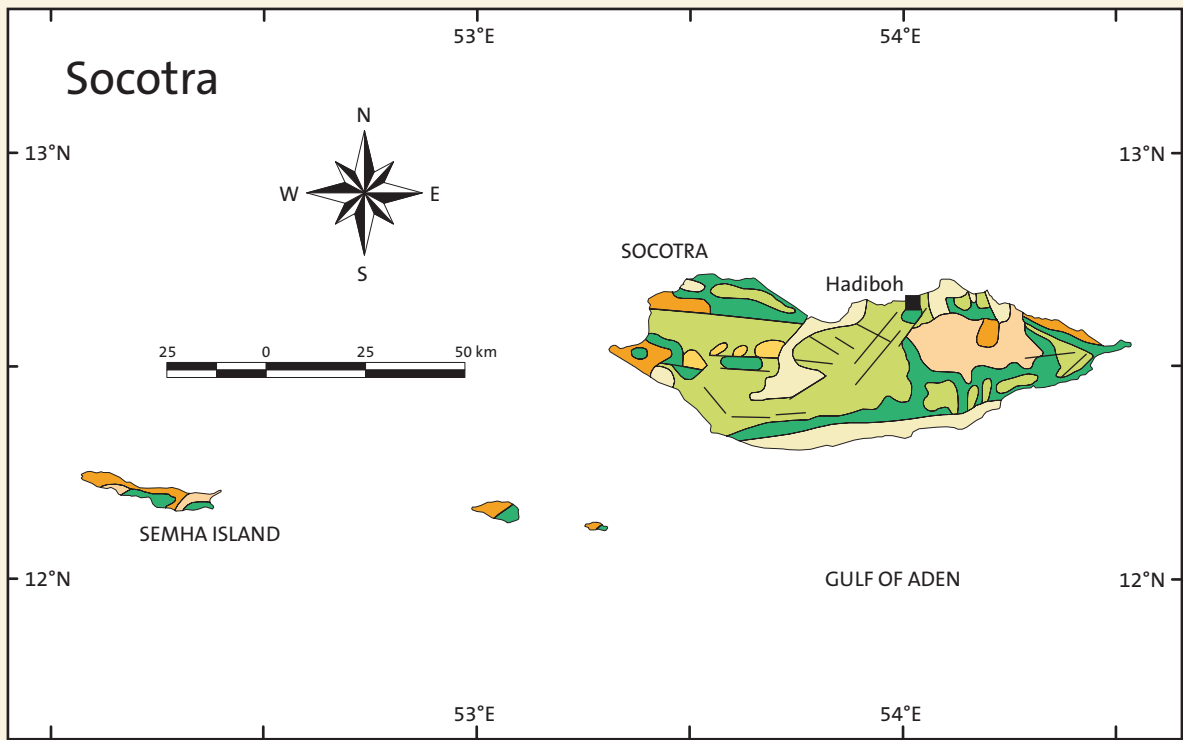 53°E
54°E
Socotra
N
13°N
13°N
W
E
S
SOCOTRA
Hadiboh
25
0
25
50 km
SEMHA ISLAND
12°N
GULF OF ADEN
12°N
53°E
54°E